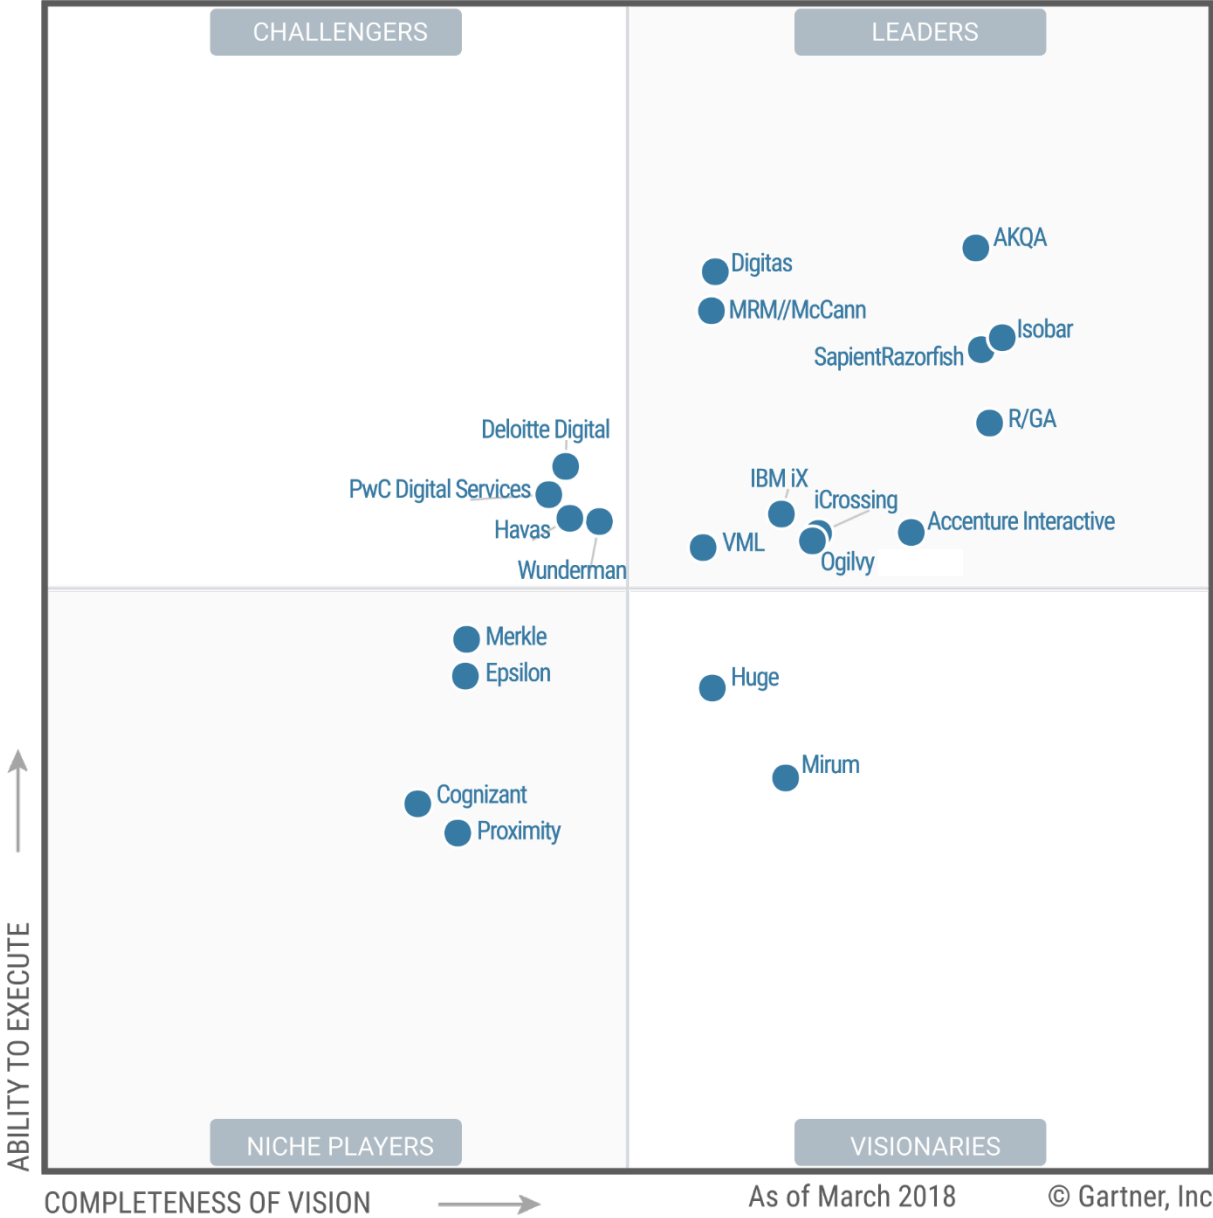 CHALLENGERS
LEADERS
AKQA
Digitas
MRM//McCann
Isobar
SapientRazorfish
R/GA
Deloitte Digital
IBM iX
PwC Digital Services
iCrossing
Havas
Accenture Interactive
VML
Ogilvy
Wunderman
Merkle
Epsilon
Huge
Mirum
Cognizant
Proximity
ABILITY TO EXECUTE
NICHE PLAYERS
VISIONARIES
COMPLETENESS OF VISION
As of March 2018
© Gartner, Inc